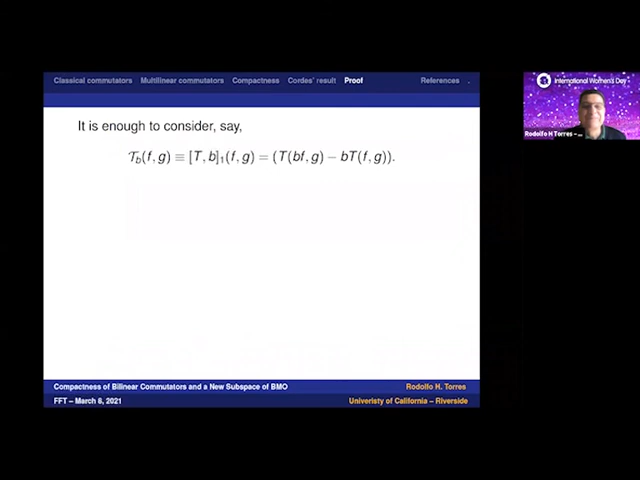 Classical commutators Multilinear commutators Compactness Cordes' result Proof References .
It is enough to consider, say,
𝒯_b(f, g) ≡ [T, b]₁(f, g) = (T(bf, g) − bT(f, g)).
Compactness of Bilinear Commutators and a New Subspace of BMO Rodolfo H. Torres
FFT – March 8, 2021 Univeristy of California – Riverside
International Women's Day
Rodolfo H Torres - ...